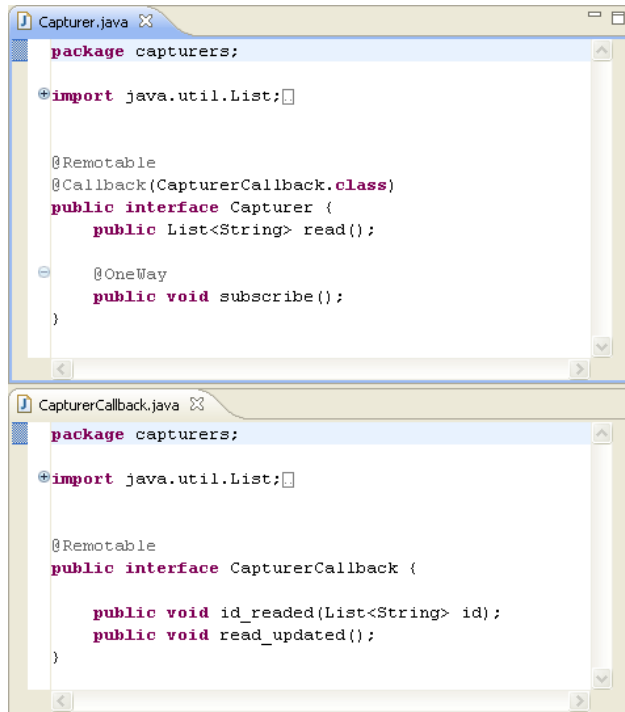 Capturer.java
package capturers;
import java.util.List;
@Remotable
@Callback(CapturerCallback.class)
public interface Capturer {
public List<String> read();
@OneWay
public void subscribe();
}
CapturerCallback.java
package capturers;
import java.util.List;
@Remotable
public interface CapturerCallback {
public void id_readed(List<String> id);
public void read_updated();
}